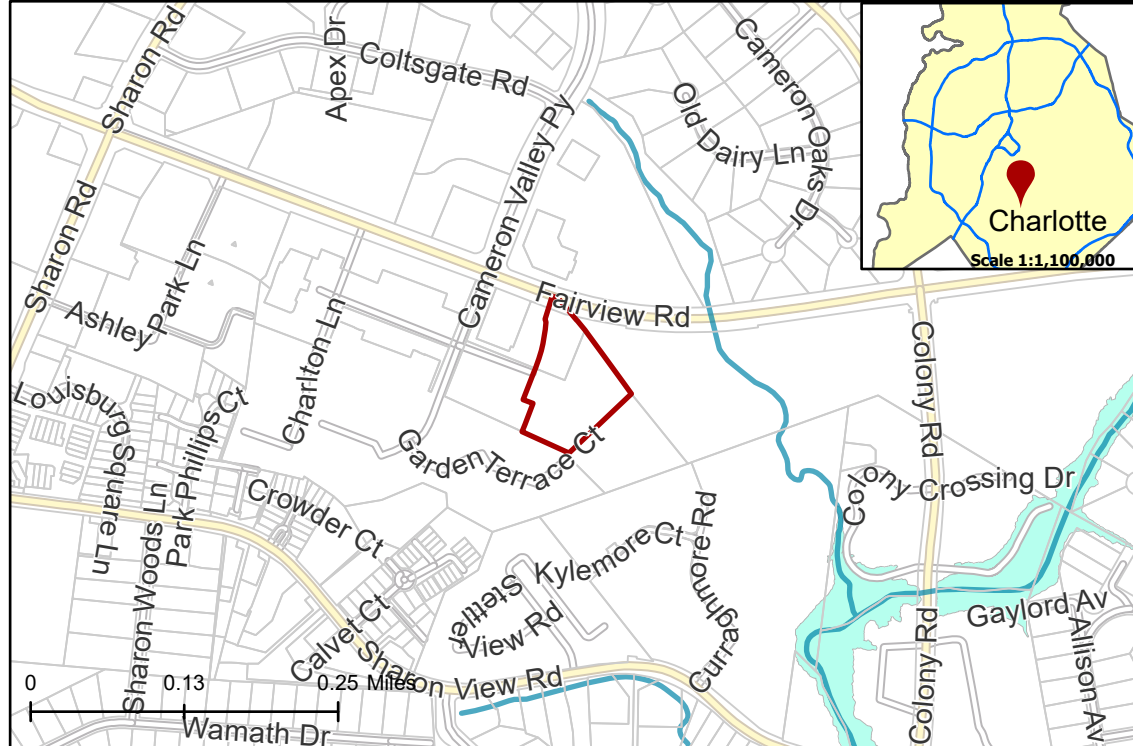 Sharon Rd
Apex Dr
Coltsgate Rd
Cameron Valley Py
Cameron Oaks Dr
Old Dairy Ln
Charlotte
Scale 1:1,100,000
Sharon Rd
Park Ln
Ashley
Charlton Ln
Fairview Rd
Colony Rd
Louisburg
Square Ln
Park Phillips Ct
Sharon Woods Ln
Garden Terrace Ct
Crowder Ct
Colony Crossing Dr
Kylemore Ct
Curraghmore Rd
Stettler
View Rd
Calvet Ct
Sharon View Rd
Colony Rd
Gaylord Av
Allison Av
0
0.13
0.25 Miles
Wamath Dr